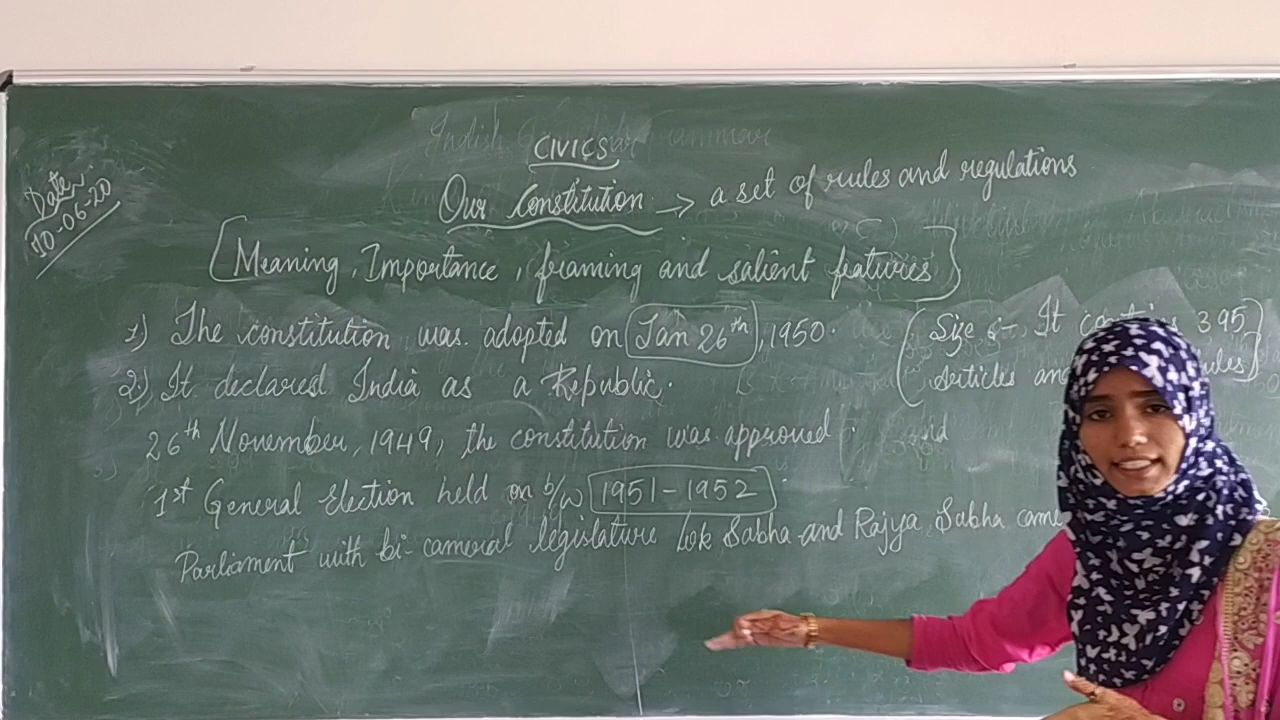 Date:-
10-06-20
CIVICS
Our Constitution → a set of rules and regulations
[Meaning, Importance, framing and salient features]
1) The constitution was adopted on Jan 26th, 1950.
(Size :- It contains 395
Articles and ules)
2) It declared India as a Republic.
26th November, 1949, the constitution was approved.
1st General Election held on b/w 1951-1952.
Parliament with bi-cameral legislature Lok Sabha and Rajya Sabha came